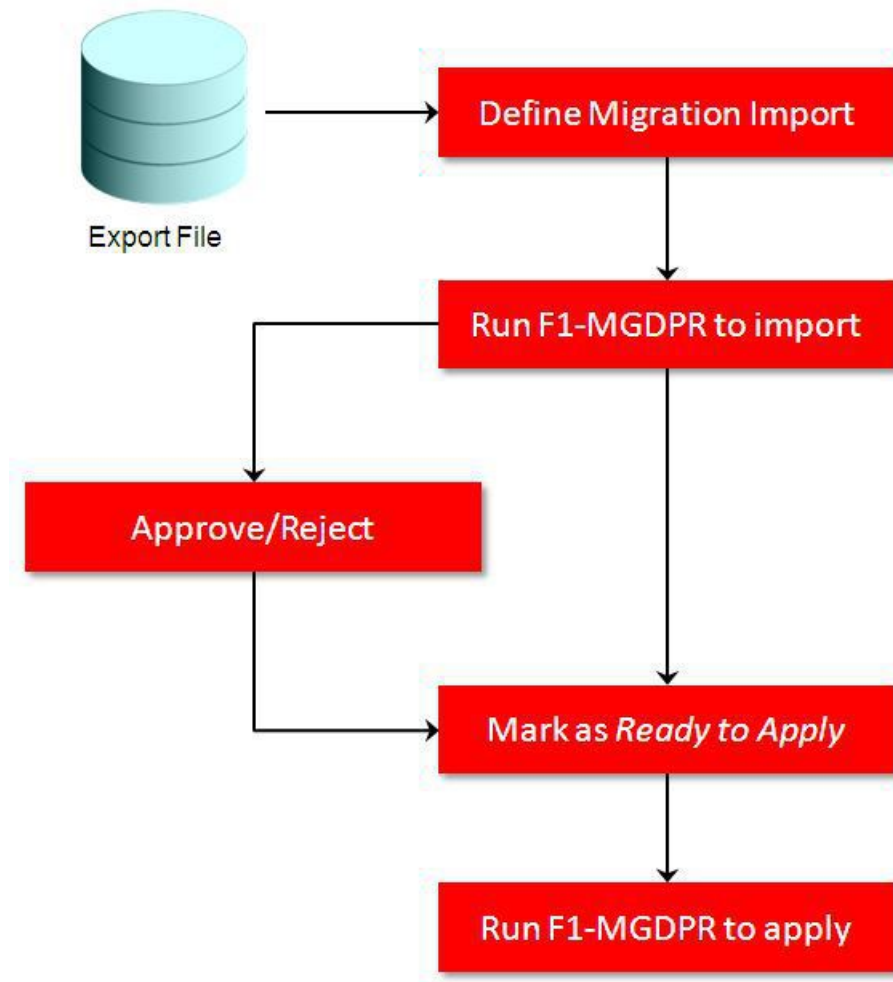 Define Migration Import
Export File
Run F1-MGDPR to import
Approve/Reject
Mark as Ready to Apply
Run F1-MGDPR to apply